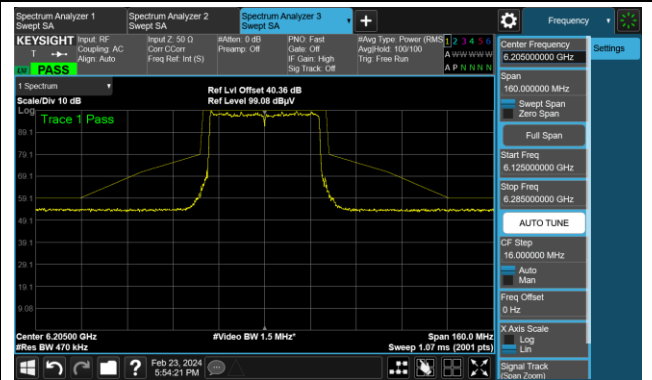 Spectrum Analyzer 1
Swept SA
Spectrum Analyzer 2
Swept SA
Spectrum Analyzer 3
Swept SA
Frequency
KEYSIGHT
Input: RF
Coupling: AC
Align: Auto
Input Z: 50 Ω
Corr CCorr
Freq Ref: Int (S)
#Atten: 0 dB
Preamp: Off
PNO: Fast
Gate: Off
IF Gain: High
Sig Track: Off
#Avg Type: Power (RMS
Avg|Hold: 100/100
Trig: Free Run
1 2 3 4 5 6
A W W W W W
A P N N N N
T
PASS
1 Spectrum
Scale/Div 10 dB
Ref Lvl Offset 40.36 dB
Ref Level 99.08 dBµV
Log
Trace 1 Pass
89.1
79.1
69.1
59.1
49.1
39.1
29.1
19.1
9.08
Center 6.20500 GHz
#Video BW 1.5 MHz*
Span 160.0 MHz
#Res BW 470 kHz
Sweep 1.07 ms (2001 pts)
Center Frequency
6.205000000 GHz
Settings
Span
160.000000 MHz
Swept Span
Zero Span
Full Span
Start Freq
6.125000000 GHz
Stop Freq
6.285000000 GHz
AUTO TUNE
CF Step
16.000000 MHz
Auto
Man
Freq Offset
0 Hz
X Axis Scale
Log
Lin
Signal Track
(Span Zoom)
?
Feb 23, 2024
5:54:21 PM